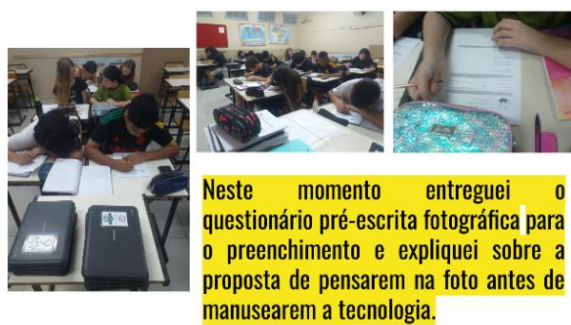 Neste momento entreguei o
questionário pré-escrita fotográfica para
o preenchimento e expliquei sobre a
proposta de pensarem na foto antes de
manusearem a tecnologia.